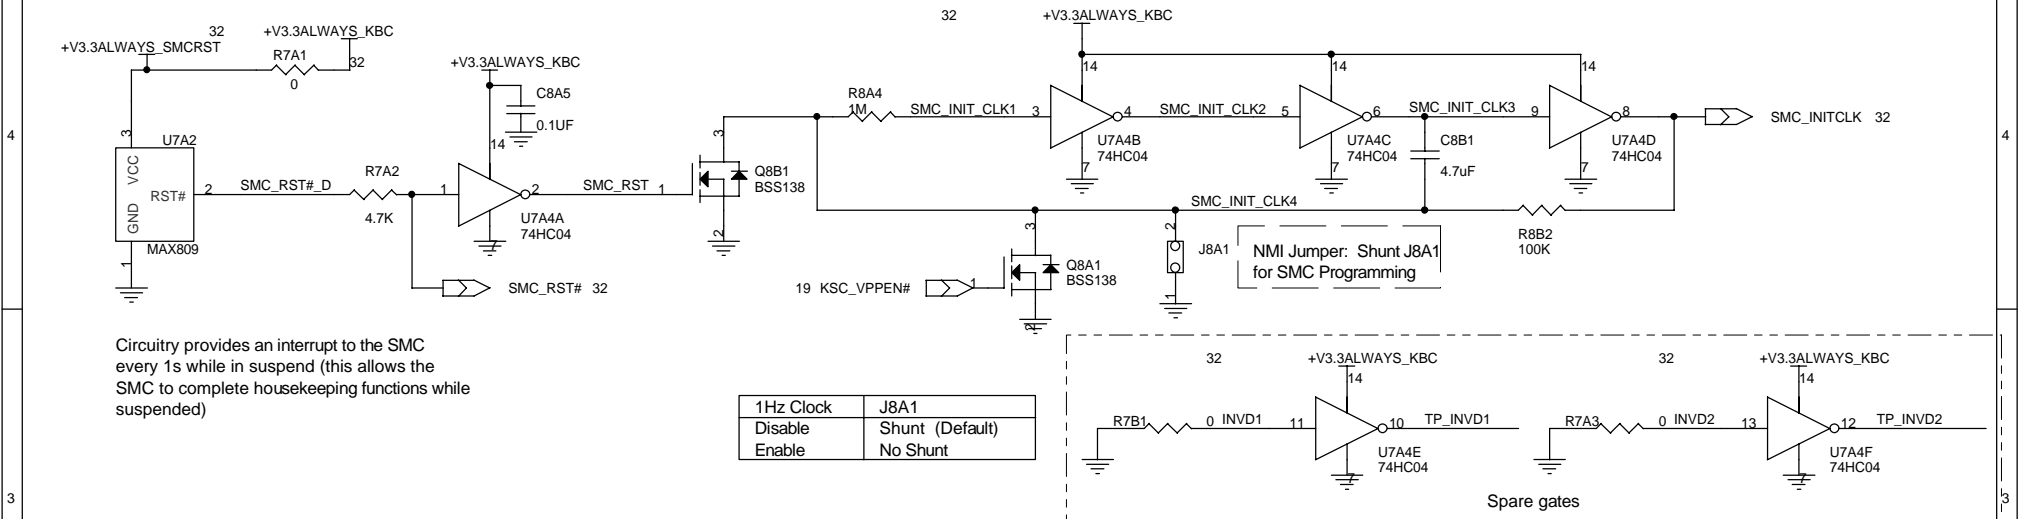 32
+V3.3ALWAYS_SMCRST
32
+V3.3ALWAYS_KBC
R7A1
0
32
+V3.3ALWAYS_KBC
C8A5
0.1UF
14
3
U7A2
VCC
RST#
GND
MAX809
2
1
SMC_RST#_D
R7A2
4.7K
1
2
U7A4A
74HC04
7
SMC_RST
1
3
Q8B1
BSS138
2
SMC_RST# 32
+V3.3ALWAYS_KBC
14
14
14
R8A4
1M
SMC_INIT_CLK1
3
4
U7A4B
74HC04
7
SMC_INIT_CLK2
5
6
U7A4C
74HC04
7
SMC_INIT_CLK3
C8B1
4.7uF
9
8
U7A4D
74HC04
7
SMC_INITCLK 32
SMC_INIT_CLK4
R8B2
100K
19 KSC_VPPEN#
1
3
Q8A1
BSS138
2
2
J8A1
1
NMI Jumper: Shunt J8A1
for SMC Programming
4
4
Circuitry provides an interrupt to the SMC
every 1s while in suspend (this allows the
SMC to complete housekeeping functions while
suspended)
1Hz Clock J8A1
Disable Shunt (Default)
Enable No Shunt
32
+V3.3ALWAYS_KBC
14
R7B1
0 INVD1
11
10
TP_INVD1
U7A4E
74HC04
7
32
+V3.3ALWAYS_KBC
14
R7A3
0 INVD2
13
12
TP_INVD2
U7A4F
74HC04
7
Spare gates
3
3